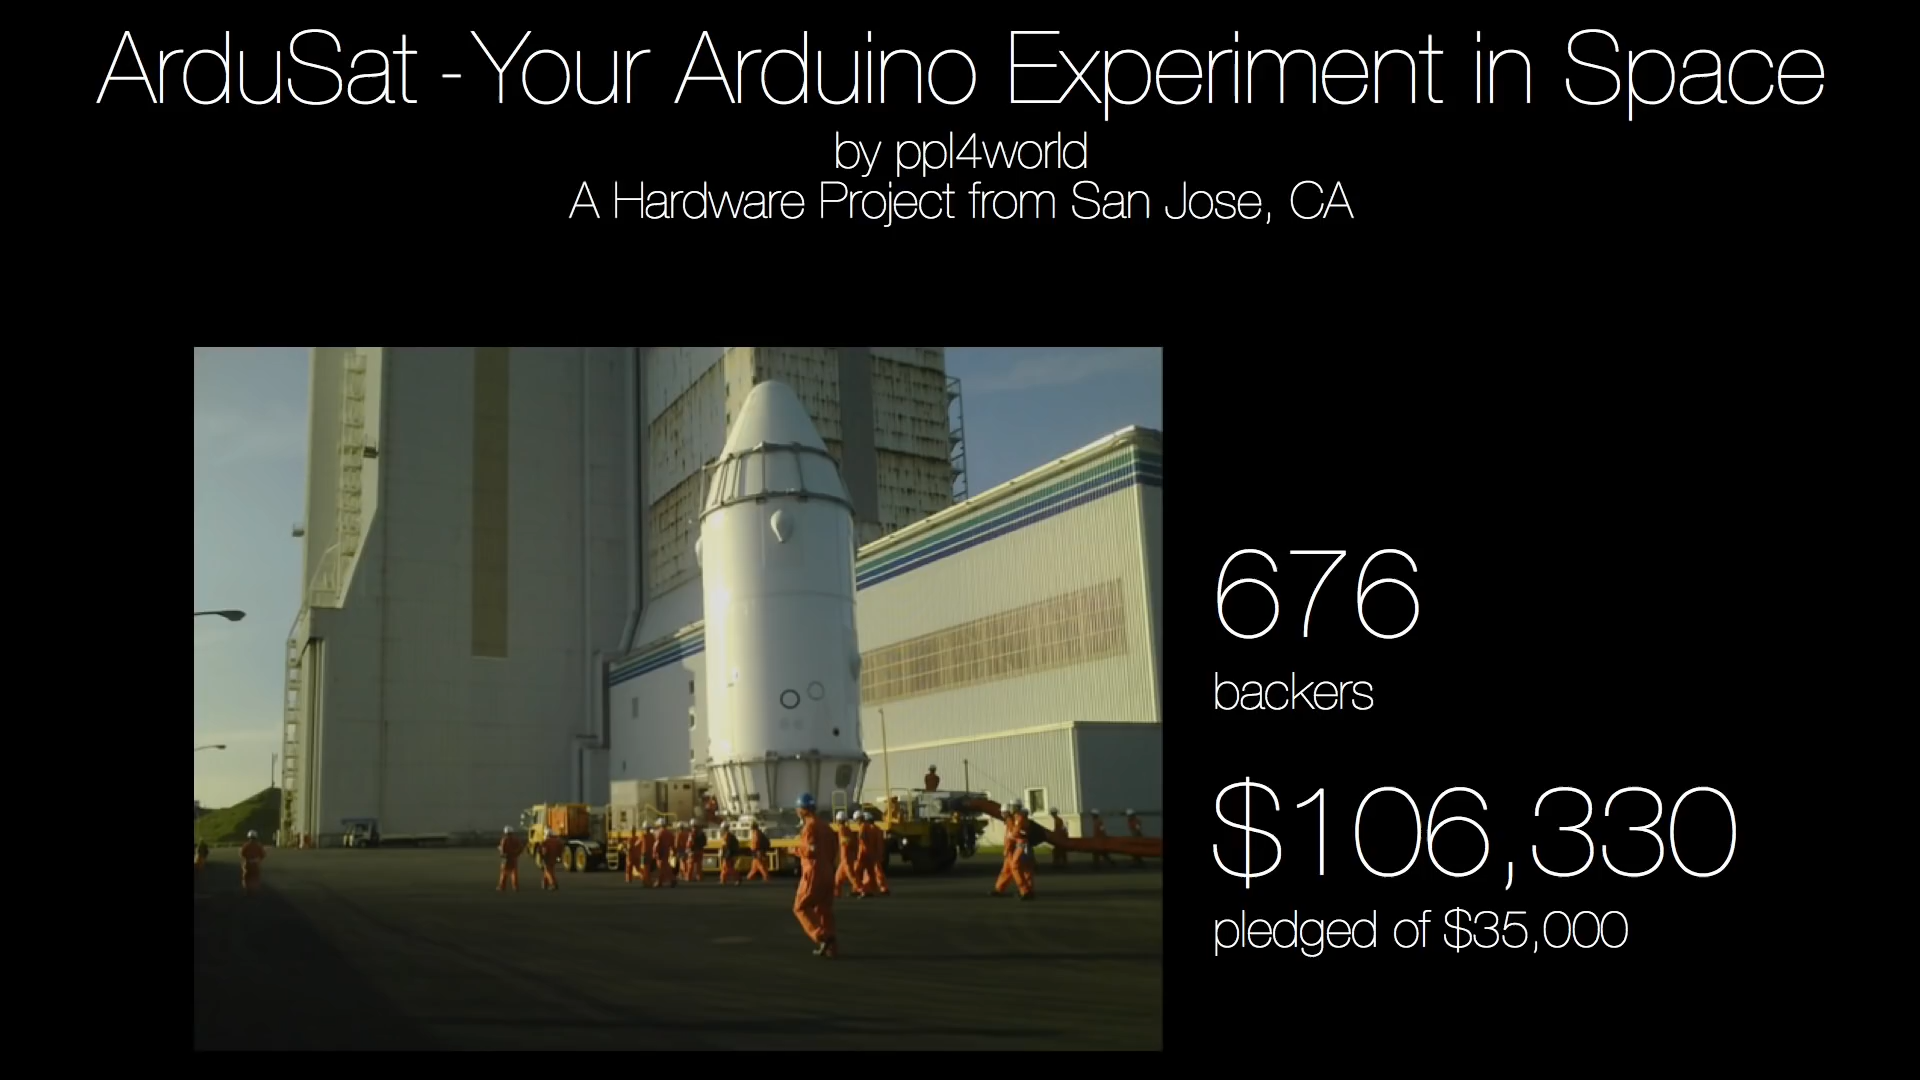 ArduSat - Your Arduino Experiment in Space
by ppl4world
A Hardware Project from San Jose, CA
676
backers
$106,330
pledged of $35,000